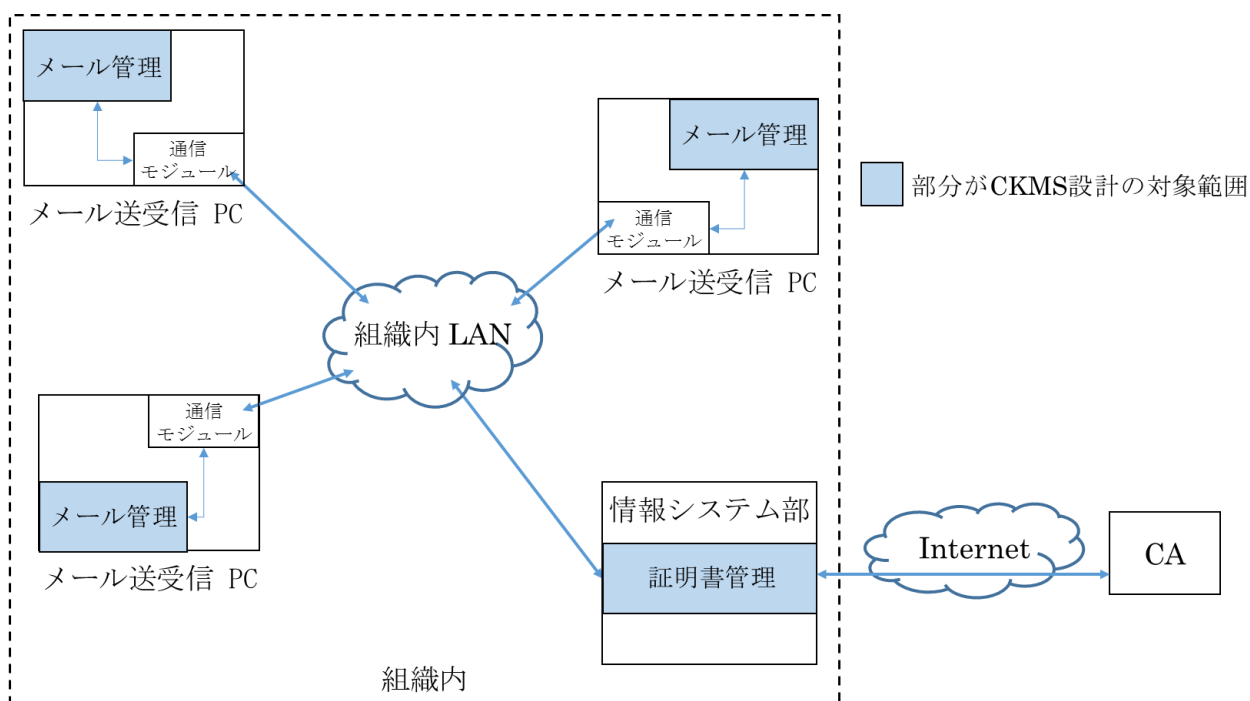 メール管理
通信
モジュール
メール送受信 PC
メール管理
通信
モジュール
メール送受信 PC
部分がCKMS設計の対象範囲
組織内 LAN
通信
モジュール
メール管理
メール送受信 PC
情報システム部
証明書管理
Internet
CA
組織内